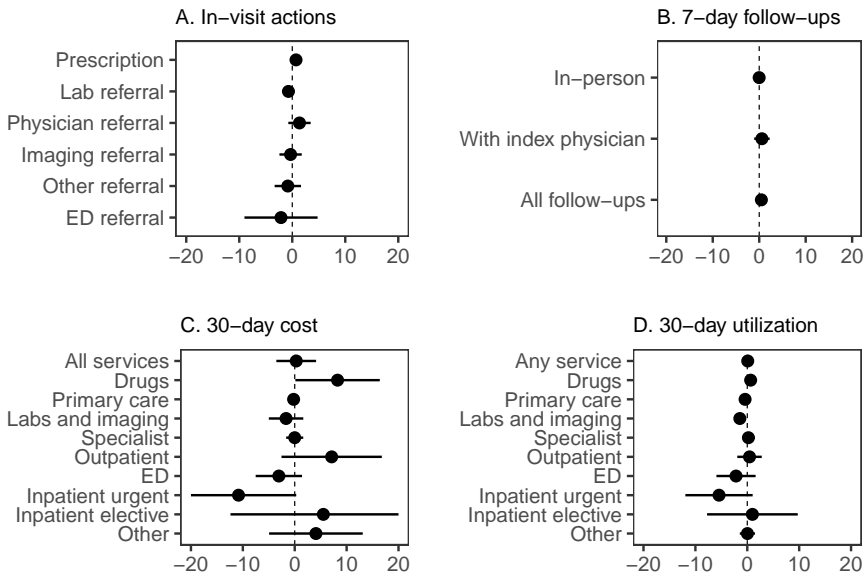 A. In−visit actions
Prescription
Lab referral
Physician referral
Imaging referral
Other referral
ED referral
−20 −10 0 10 20
B. 7−day follow−ups
In−person
With index physician
All follow−ups
−20 −10 0 10 20
C. 30−day cost
All services
Drugs
Primary care
Labs and imaging
Specialist
Outpatient
ED
Inpatient urgent
Inpatient elective
Other
−20 −10 0 10 20
D. 30−day utilization
Any service
Drugs
Primary care
Labs and imaging
Specialist
Outpatient
ED
Inpatient urgent
Inpatient elective
Other
−20 −10 0 10 20